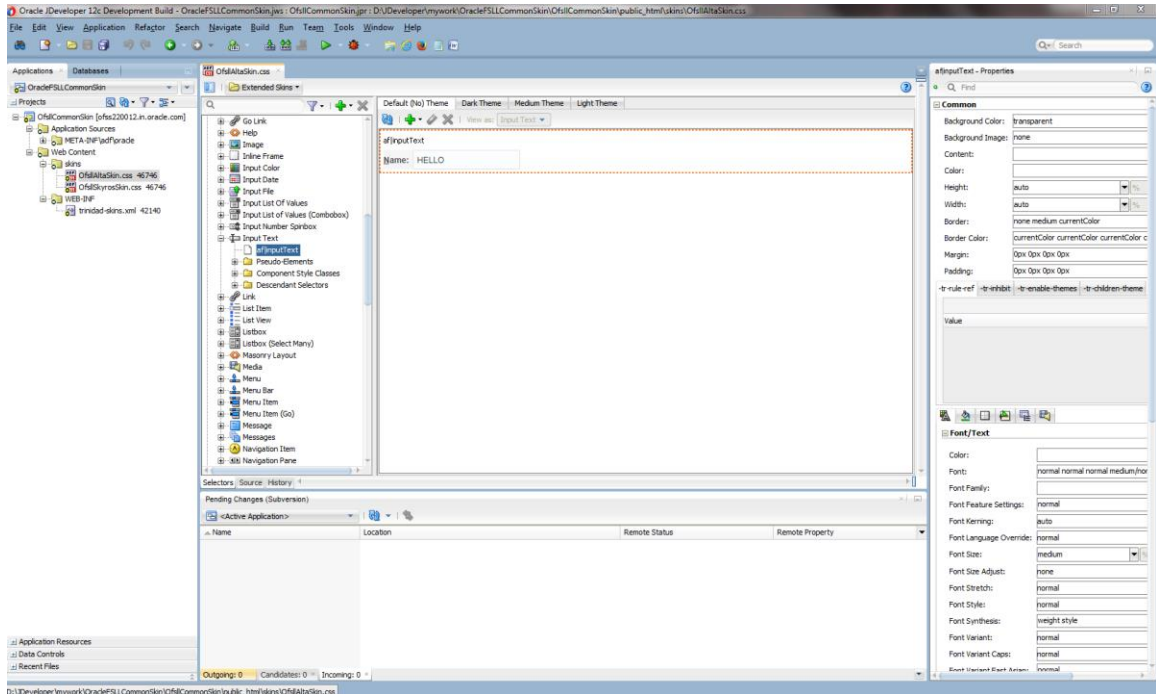 Oracle JDeveloper 12c Development Build - OracleFSLLCommonSkin.jws : OfsllCommonSkin.jpr : D:\JDeveloper\mywork\OracleFSLLCommonSkin\OfsllCommonSkin\public_html\skins\OfsllAltaSkin.css
File Edit View Application Refactor Search Navigate Build Run Team Tools Window Help
Search
Applications Databases
OracleFSLLCommonSkin
Projects
OfsllCommonSkin [ofss220012.in.oracle.com]
Application Sources
META-INF\adf\oracle
Web Content
skins
OfsllAltaSkin.css 46746
OfsllSkyrosSkin.css 46746
WEB-INF
trinidad-skins.xml 42140
Application Resources
Data Controls
Recent Files
OfsllAltaSkin.css
Extended Skins
Go Link
Help
Image
Inline Frame
Input Color
Input Date
Input File
Input List Of Values
Input List of Values (Combobox)
Input Number Spinbox
Input Text
af|inputText
Pseudo-Elements
Component Style Classes
Descendant Selectors
Link
List Item
List View
Listbox
Listbox (Select Many)
Masonry Layout
Media
Menu
Menu Bar
Menu Item
Menu Item (Go)
Message
Messages
Navigation Item
Navigation Pane
Selectors Source History
Default (No) Theme Dark Theme Medium Theme Light Theme
View as: Input Text
af|inputText
Name: HELLO
Pending Changes (Subversion)
<Active Application>
Name Location Remote Status Remote Property
Outgoing: 0 Candidates: 0 Incoming: 0
af|inputText - Properties
Find
Common
Background Color: transparent
Background Image: none
Content:
Color:
Height: auto
Width: auto
Border: none medium currentColor
Border Color: currentColor currentColor currentColor c
Margin: 0px 0px 0px 0px
Padding: 0px 0px 0px 0px
-tr-rule-ref -tr-inhibit -tr-enable-themes -tr-children-theme
Value
Font/Text
Color:
Font: normal normal normal medium/nor
Font Family:
Font Feature Settings: normal
Font Kerning: auto
Font Language Override: normal
Font Size: medium
Font Size Adjust: none
Font Stretch: normal
Font Style: normal
Font Synthesis: weight style
Font Variant: normal
Font Variant Caps: normal
Font Variant East Asian: normal
D:\JDeveloper\mywork\OracleFSLLCommonSkin\OfsllCommonSkin\public_html\skins\OfsllAltaSkin.css